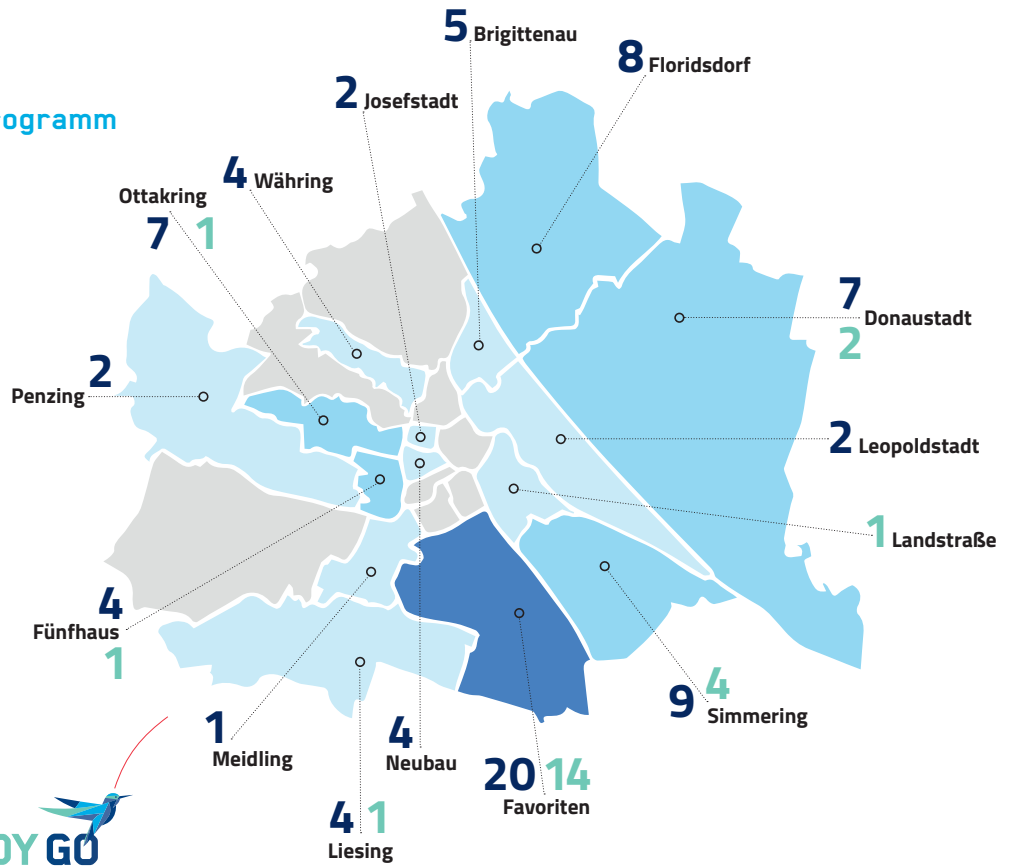 5 Brigittenau
8 Floridsdorf
2 Josefstadt
4 Währing
Ottakring
7 1
7
Donaustadt
2
Penzing 2
2 Leopoldstadt
1 Landstraße
4
Fünfhaus
1
9 4
Simmering
1
Meidling
4
Neubau
20 14
Favoriten
4 1
Liesing
GO